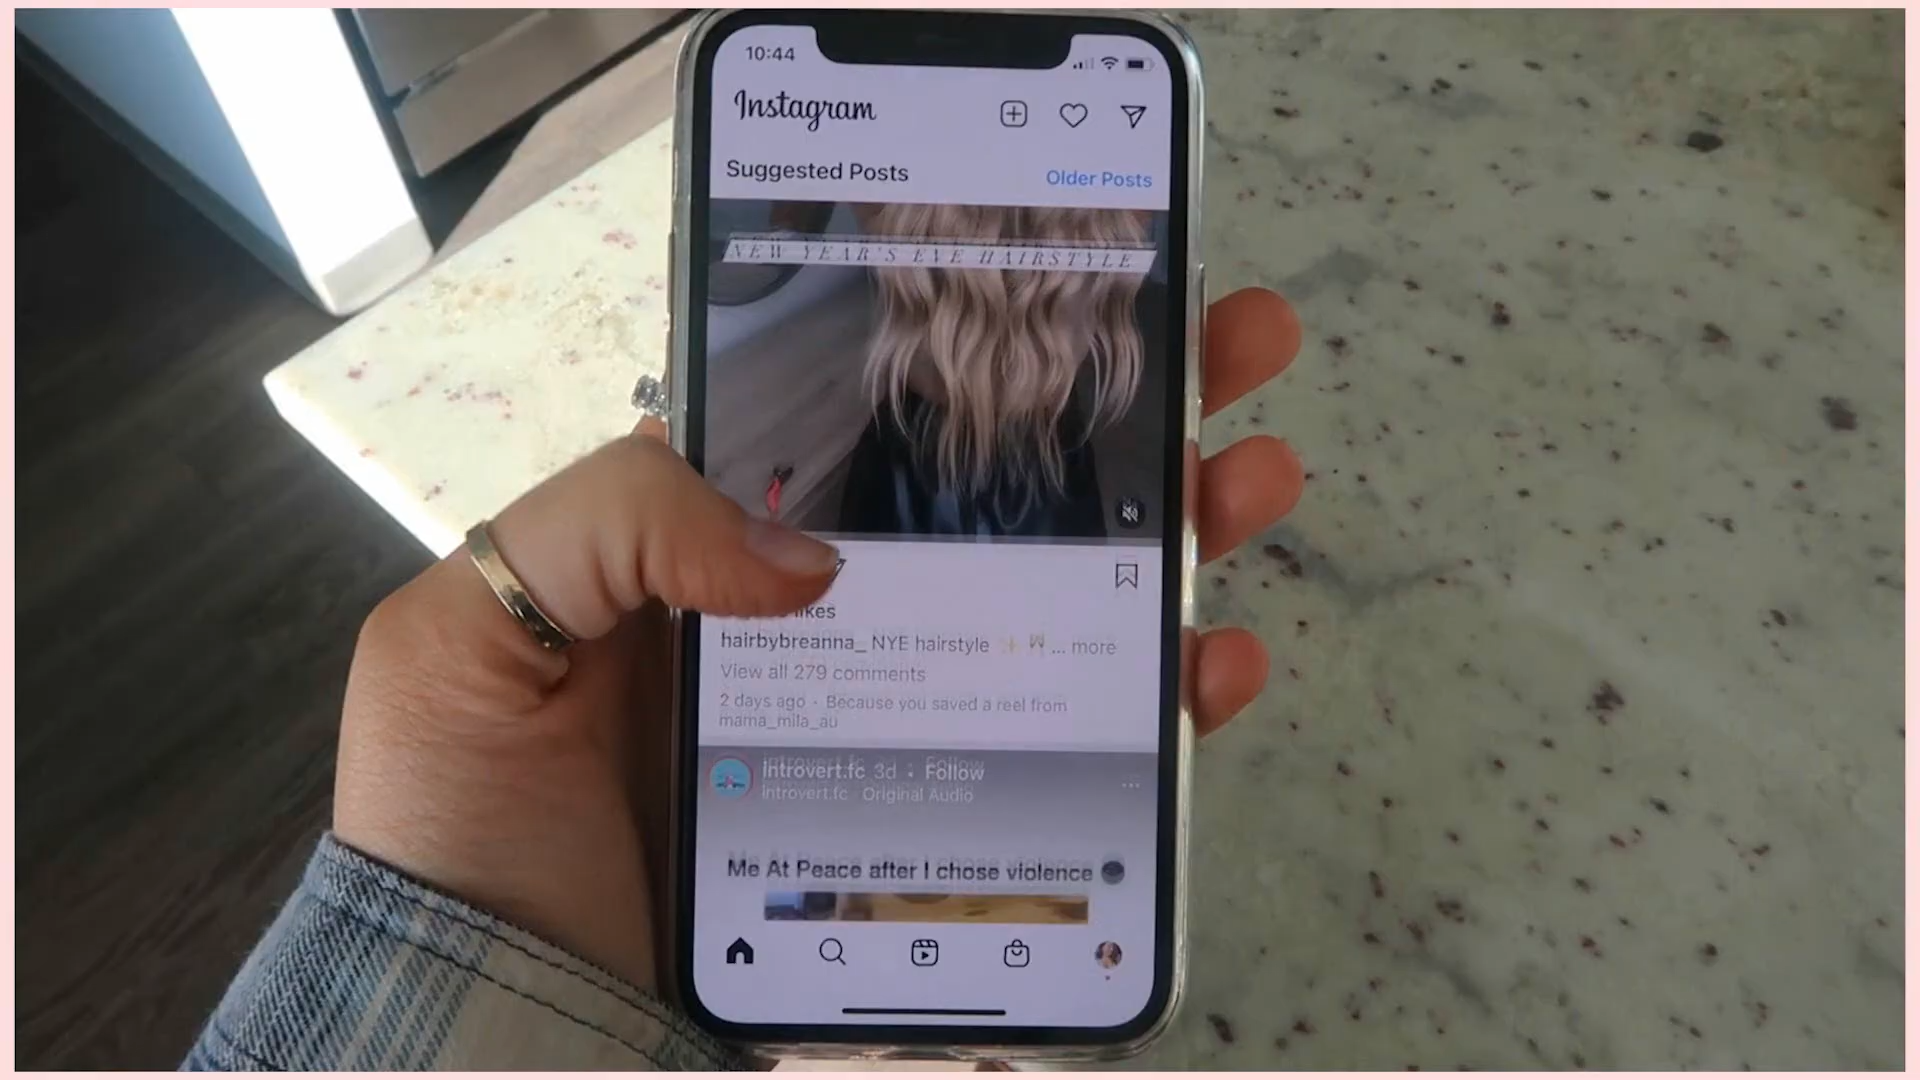 10:44
Instagram
Suggested Posts
Older Posts
NEW YEAR'S EVE HAIRSTYLE
likes
hairbybreanna_ NYE hairstyle ... more
View all 279 comments
2 days ago · Because you saved a reel from
mama_mila_au
introvert.fc 3d · Follow
introvert.fc · Original Audio
Me At Peace after I chose violence